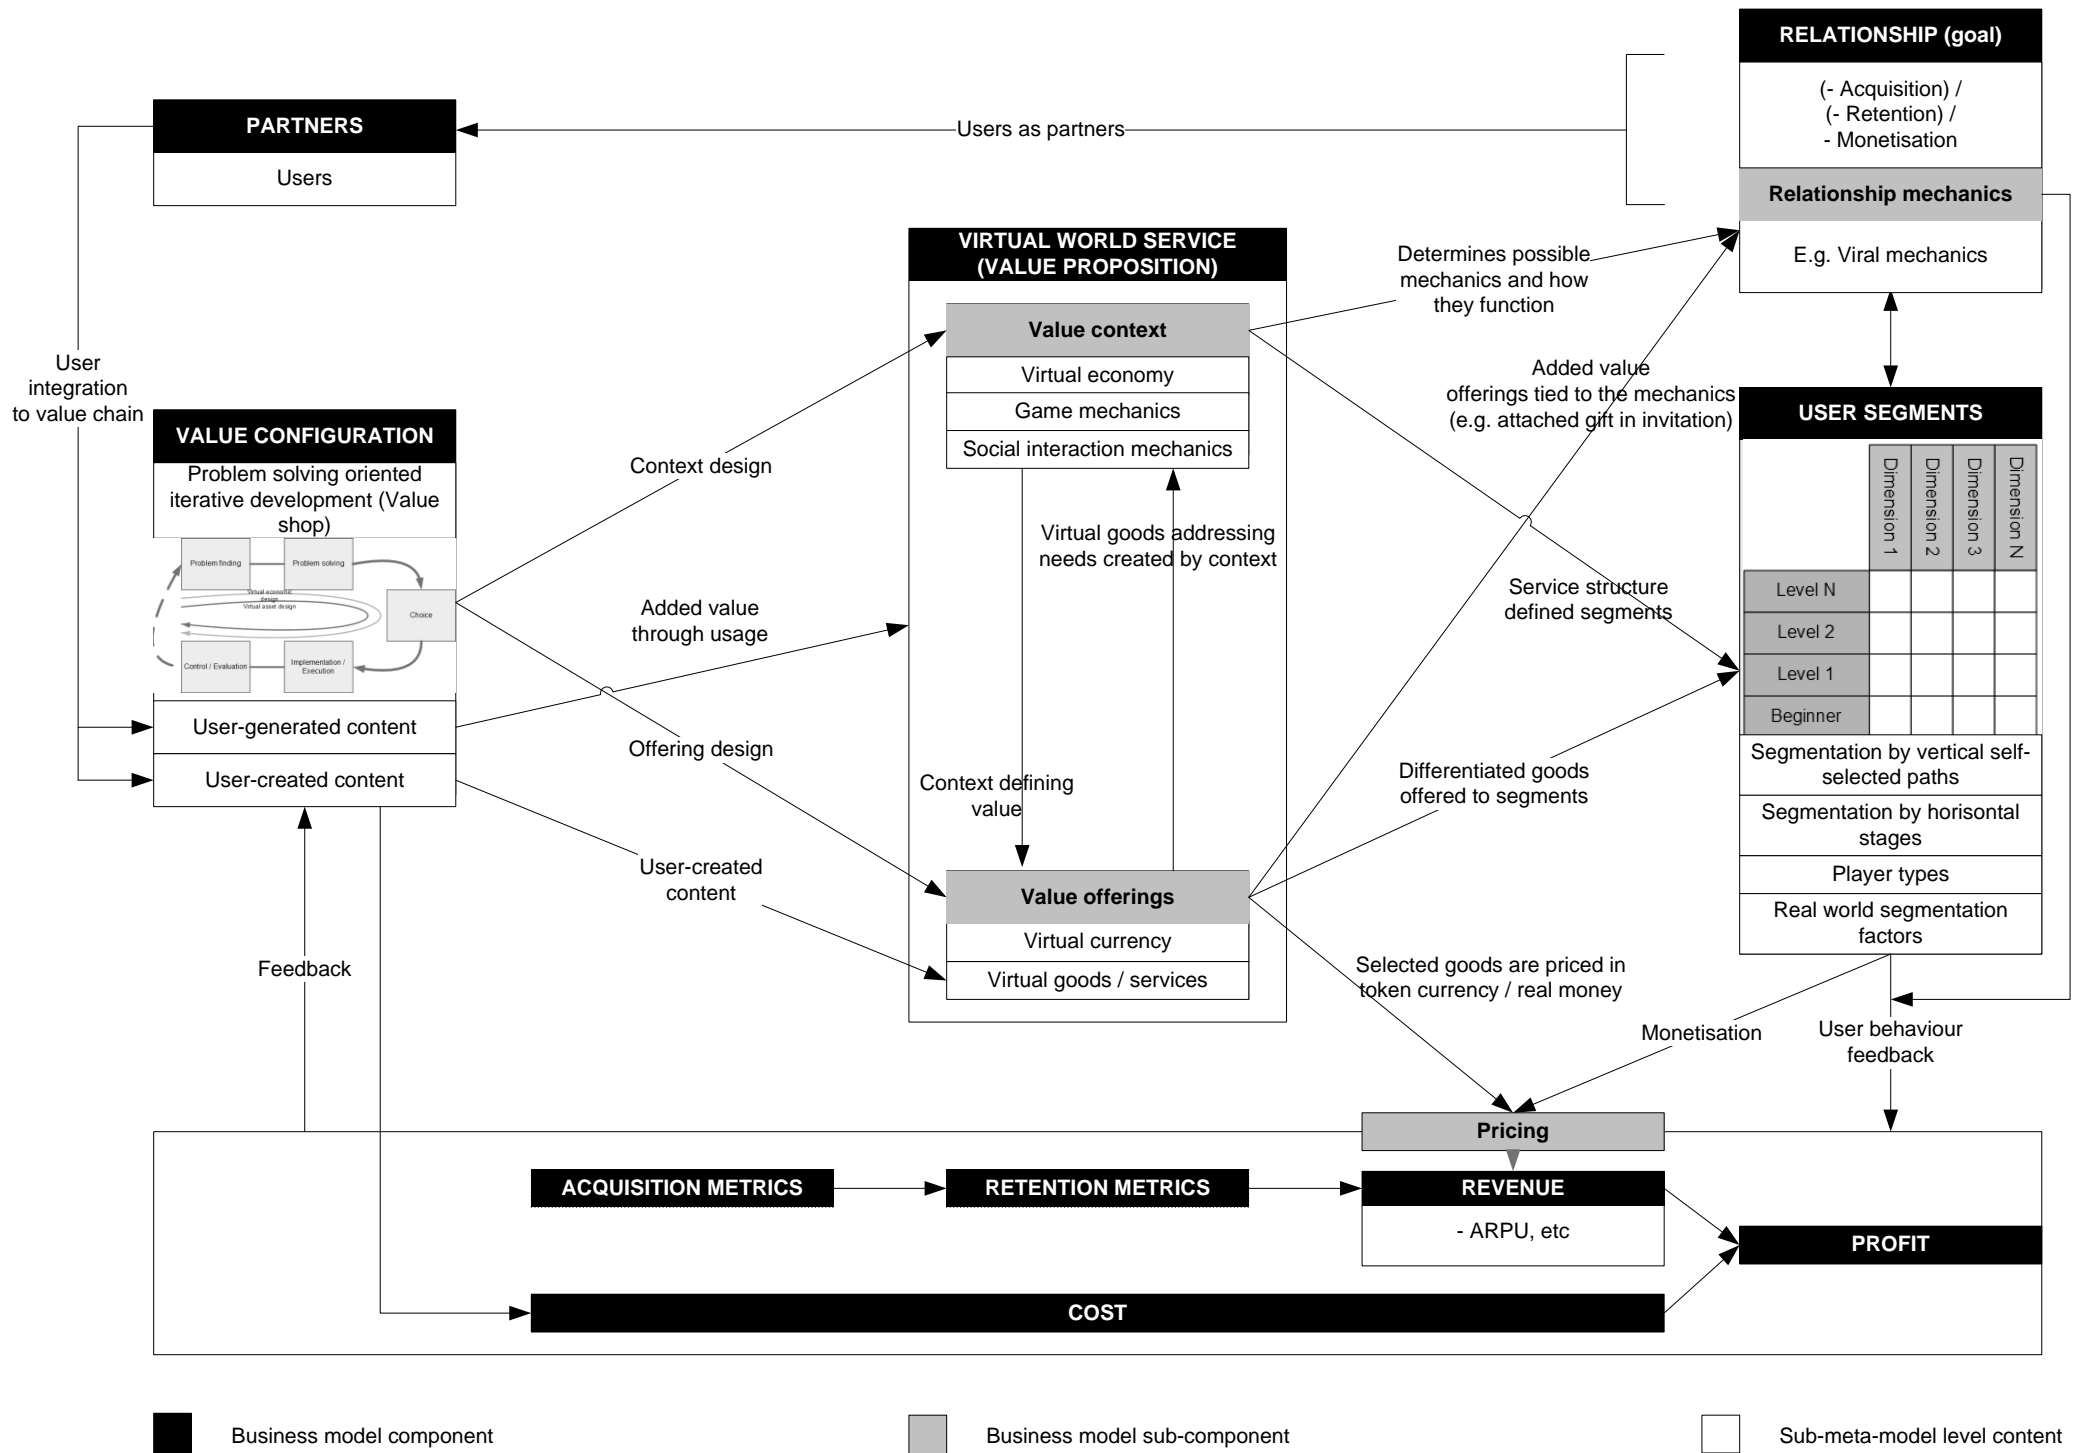 RELATIONSHIP (goal)
(- Acquisition) /
(- Retention) /
- Monetisation
Relationship mechanics
E.g. Viral mechanics
PARTNERS
Users
Users as partners
VIRTUAL WORLD SERVICE
(VALUE PROPOSITION)
Value context
Virtual economy
Game mechanics
Social interaction mechanics
Determines possible
mechanics and how
they function
Added value
offerings tied to the mechanics
(e.g. attached gift in invitation)
User
integration
to value chain
VALUE CONFIGURATION
Problem solving oriented
iterative development (Value
shop)
Problem finding
Problem solving
Virtual economic
design
Virtual asset design
Choice
Control / Evaluation
Implementation /
Execution
User-generated content
User-created content
Context design
Added value
through usage
Offering design
User-created
content
Virtual goods addressing
needs created by context
Context defining
value
Value offerings
Virtual currency
Virtual goods / services
USER SEGMENTS
Dimension 1
Dimension 2
Dimension 3
Dimension N
Level N
Level 2
Level 1
Beginner
Segmentation by vertical self-
selected paths
Segmentation by horisontal
stages
Player types
Real world segmentation
factors
Service structure
defined segments
Differentiated goods
offered to segments
Selected goods are priced in
token currency / real money
Monetisation
User behaviour
feedback
Feedback
Pricing
ACQUISITION METRICS
RETENTION METRICS
REVENUE
- ARPU, etc
PROFIT
COST
Business model component
Business model sub-component
Sub-meta-model level content